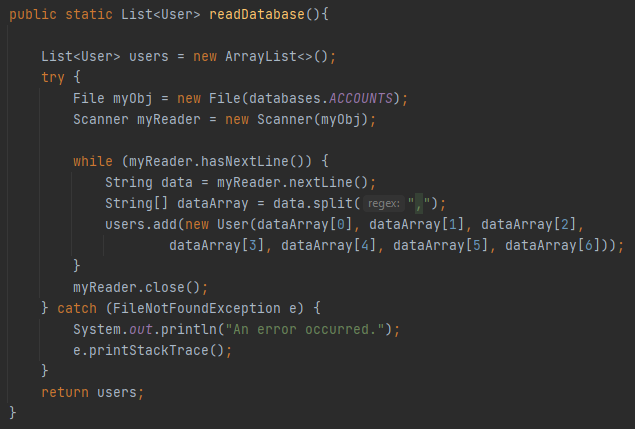 public static List<User> readDatabase(){
List<User> users = new ArrayList<>();
try {
File myObj = new File(databases.ACCOUNTS);
Scanner myReader = new Scanner(myObj);
while (myReader.hasNextLine()) {
String data = myReader.nextLine();
String[] dataArray = data.split( regex: ",");
users.add(new User(dataArray[0], dataArray[1], dataArray[2],
dataArray[3], dataArray[4], dataArray[5], dataArray[6]));
}
myReader.close();
} catch (FileNotFoundException e) {
System.out.println("An error occurred.");
e.printStackTrace();
}
return users;
}